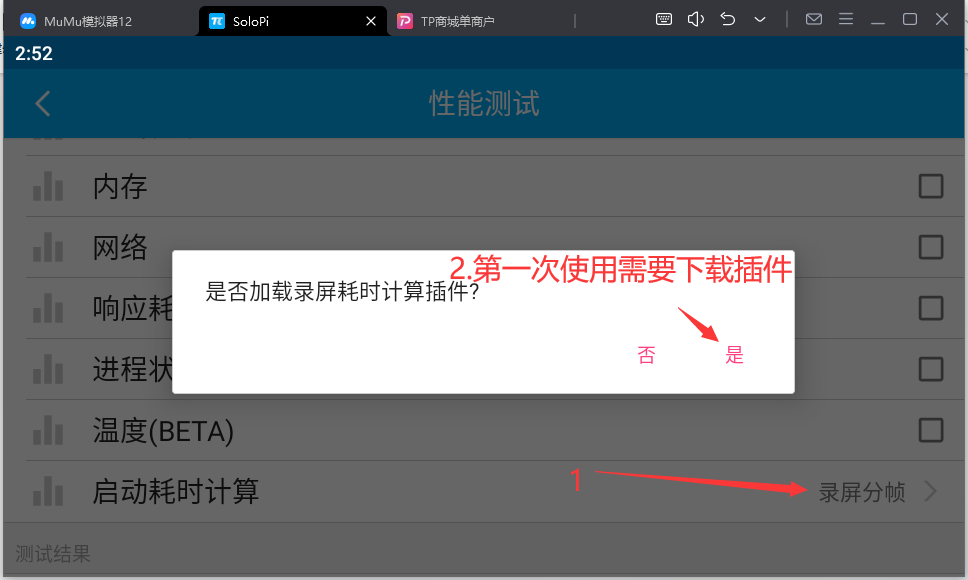 MuMu模拟器12
SoloPi
TP商城单商户
2:52
性能测试
内存
网络
2.第一次使用需要下载插件
是否加载录屏耗时计算插件?
响应耗
否
是
进程状
温度(BETA)
1
启动耗时计算
录屏分帧
测试结果